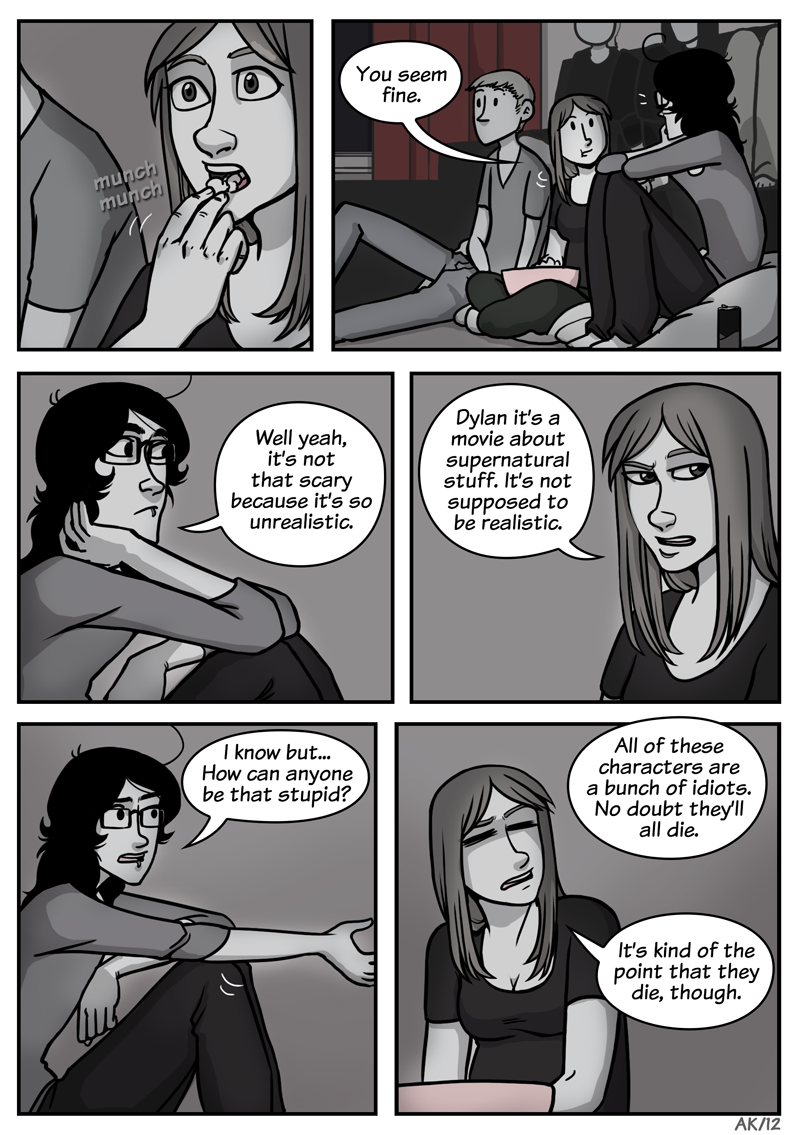 munch
munch
You seem
fine.
Well yeah,
it's not
that scary
because it's so
unrealistic.
Dylan it's a
movie about
supernatural
stuff. It's not
supposed to
be realistic.
I know but...
How can anyone
be that stupid?
All of these
characters are
a bunch of idiots.
No doubt they'll
all die.
It's kind of the
point that they
die, though.
AK/12